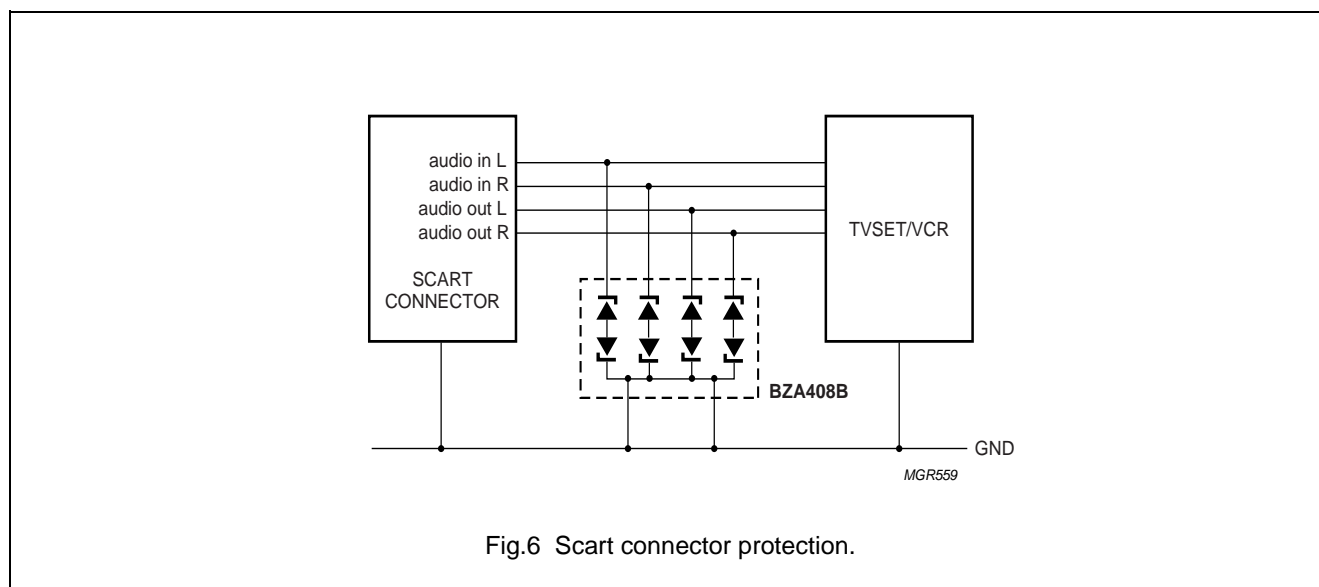 audio in L
audio in R
audio out L
audio out R
SCART
CONNECTOR
TVSET/VCR
BZA408B
GND
MGR559
Fig.6 Scart connector protection.